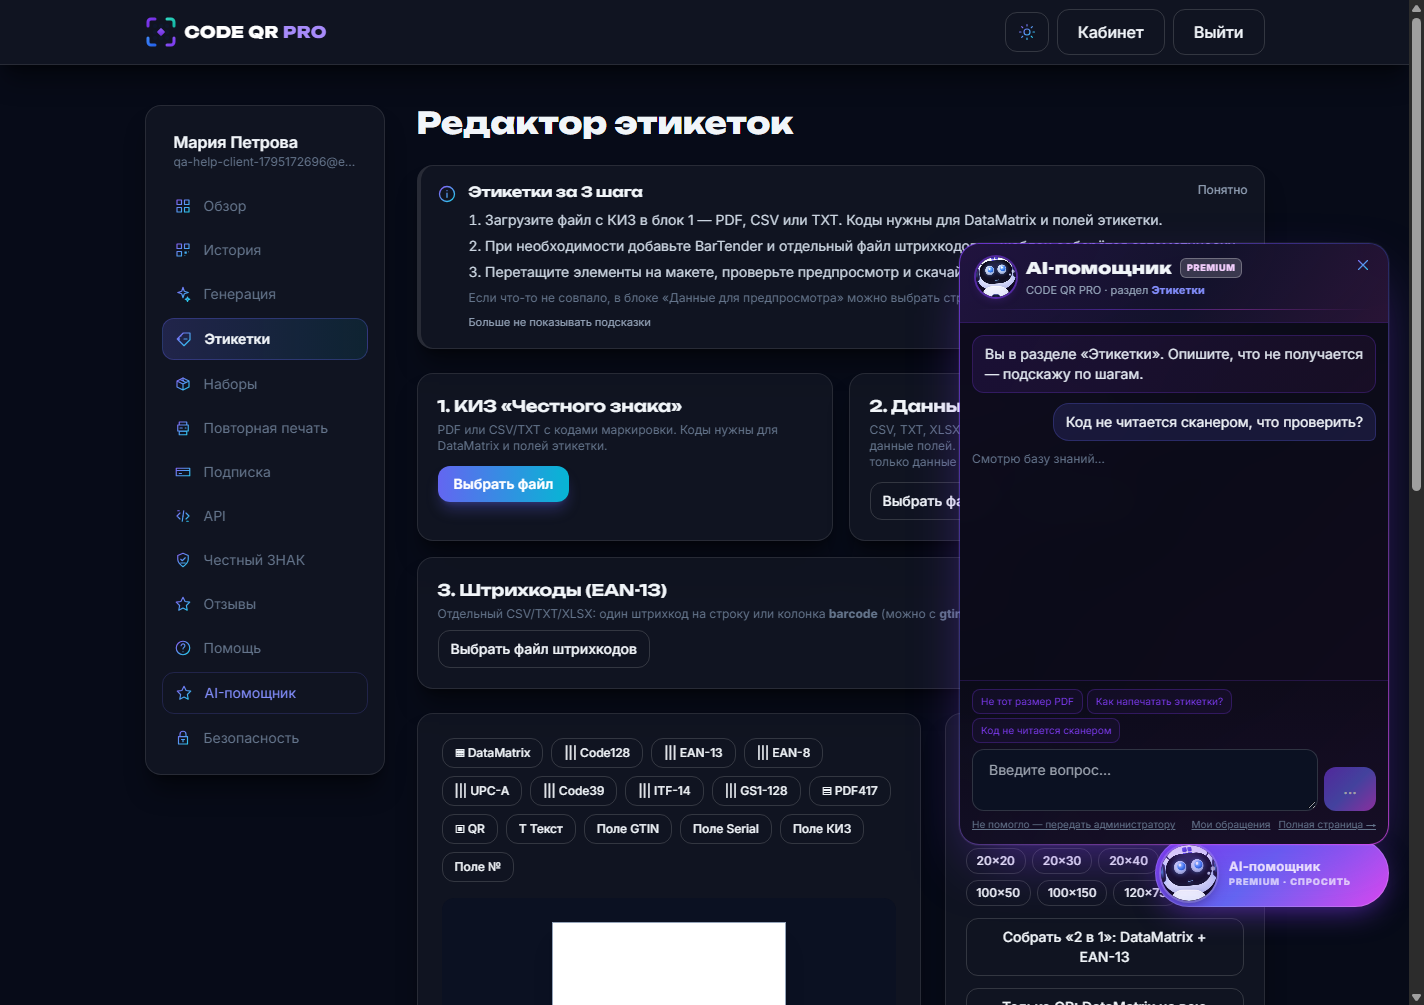 CODE QR PRO
Кабинет
Выйти
Мария Петрова
qa-help-client-1795172696@e...
Обзор
История
Генерация
Этикетки
Наборы
Повторная печать
Подписка
API
Честный ЗНАК
Отзывы
Помощь
AI-помощник
Безопасность
Редактор этикеток
Этикетки за 3 шага
Понятно
1. Загрузите файл с КИЗ в блок 1 — PDF, CSV или TXT. Коды нужны для DataMatrix и полей этикетки.
2. При необходимости добавьте BarTender и отдельный файл
3. Перетащите элементы на макете, проверьте предпросмотр и скачай
Если что-то не совпало, в блоке «Данные для предпросмотра» можно выбрать
Больше не показывать подсказки
1. КИЗ «Честного знака»
PDF или CSV/TXT с кодами маркировки. Коды нужны для
DataMatrix и полей этикетки.
Выбрать файл
2. Данны
CSV, TXT, XLSX
данные полей.
только данные
Выбрать
3. Штрихкоды (EAN-13)
Отдельный CSV/TXT/XLSX: один штрихкод на строку или колонка barcode (можно с gtin
Выбрать файл штрихкодов
DataMatrix
Code128
EAN-13
EAN-8
UPC-A
Code39
ITF-14
GS1-128
PDF417
QR
T Текст
Поле GTIN
Поле Serial
Поле КИЗ
Поле №
AI-помощник
PREMIUM
CODE QR PRO · раздел Этикетки
Вы в разделе «Этикетки». Опишите, что не получается
— подскажу по шагам.
Код не читается сканером, что проверить?
Смотрю базу знаний...
Не тот размер PDF
Как напечатать этикетки?
Код не читается сканером
Введите вопрос...
...
Не помогло — передать администратору
Мои обращения
Полная страница →
20×20
20×30
20×40
100×50
100×150
AI-помощник
PREMIUM · СПРОСИТЬ
Собрать «2 в 1»: DataMatrix +
EAN-13